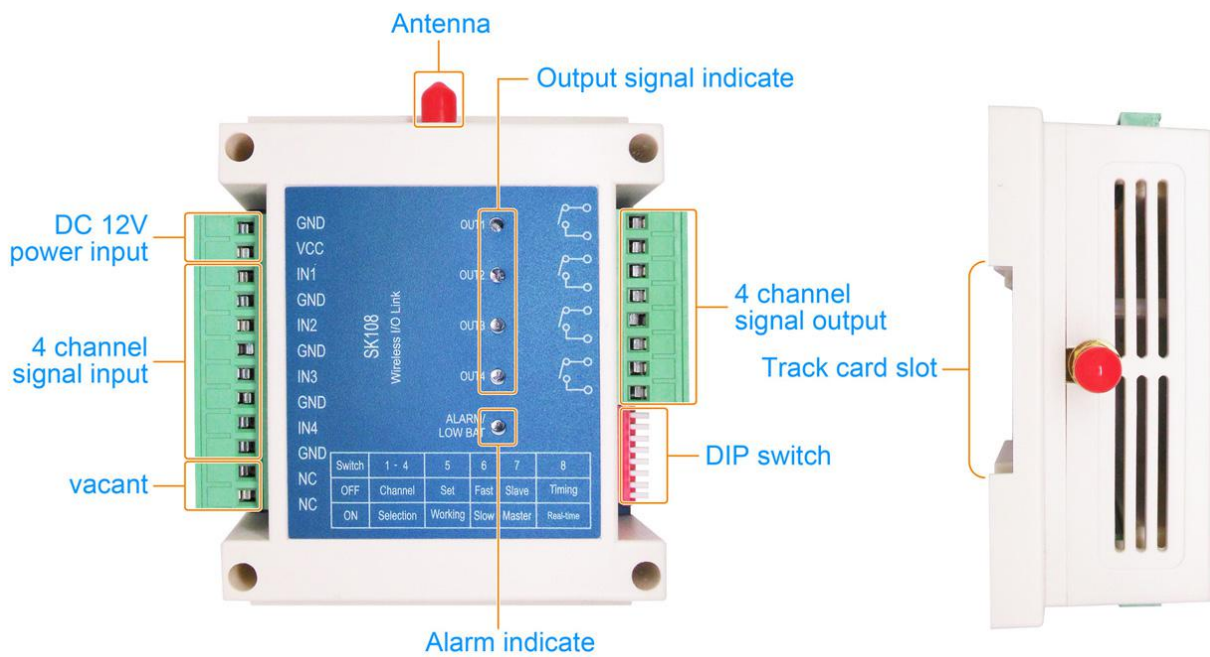 Antenna
Output signal indicate
DC 12V
power input
4 channel
signal input
vacant
GND
VCC
IN1
GND
IN2
GND
IN3
GND
IN4
GND
NC
NC
SK108
Wireless I/O Link
OUT1
OUT2
OUT3
OUT4
ALARM/
LOW BAT
Switch 1 - 4 5 6 7 8
OFF Channel Set Fast Slave Timing
ON Selection Working Slow Master Real-time
4 channel
signal output
DIP switch
Track card slot
Alarm indicate